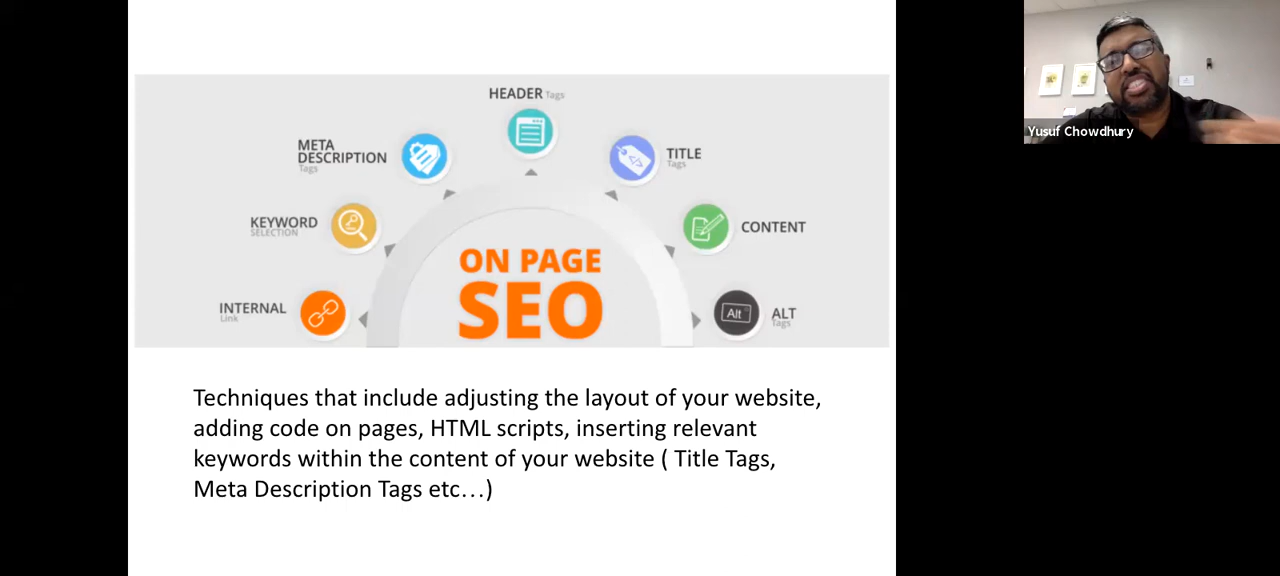 HEADER Tags
META
DESCRIPTION
Tags
TITLE
Tags
KEYWORD
SELECTION
CONTENT
INTERNAL
Link
ON PAGE
SEO
Alt
ALT
Tags
Techniques that include adjusting the layout of your website,
adding code on pages, HTML scripts, inserting relevant
keywords within the content of your website ( Title Tags,
Meta Description Tags etc…)
Yusuf Chowdhury